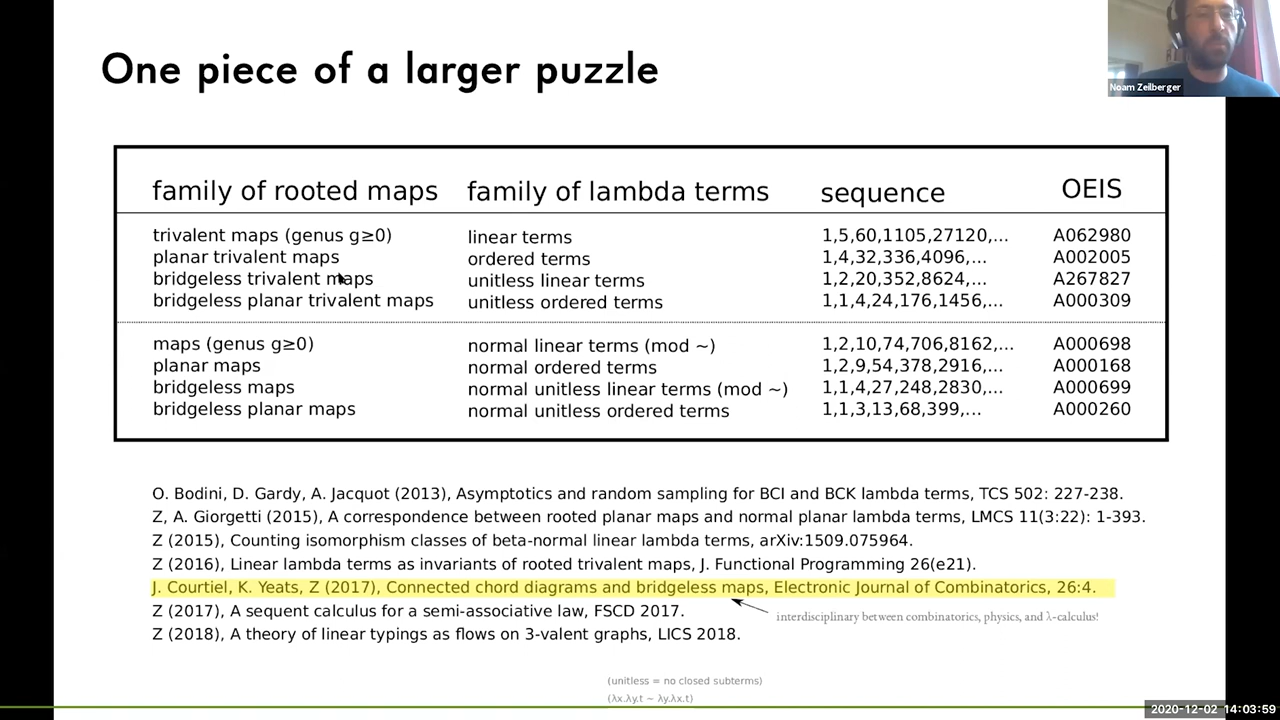 One piece of a larger puzzle
Noam Zeilberger
family of rooted maps family of lambda terms sequence OEIS
trivalent maps (genus g≥0) linear terms 1,5,60,1105,27120,... A062980
planar trivalent maps ordered terms 1,4,32,336,4096,... A002005
bridgeless trivalent maps unitless linear terms 1,2,20,352,8624,... A267827
bridgeless planar trivalent maps unitless ordered terms 1,1,4,24,176,1456,... A000309
maps (genus g≥0) normal linear terms (mod ~) 1,2,10,74,706,8162,... A000698
planar maps normal ordered terms 1,2,9,54,378,2916,... A000168
bridgeless maps normal unitless linear terms (mod ~) 1,1,4,27,248,2830,... A000699
bridgeless planar maps normal unitless ordered terms 1,1,3,13,68,399,... A000260
O. Bodini, D. Gardy, A. Jacquot (2013), Asymptotics and random sampling for BCI and BCK lambda terms, TCS 502: 227-238.
Z, A. Giorgetti (2015), A correspondence between rooted planar maps and normal planar lambda terms, LMCS 11(3:22): 1-393.
Z (2015), Counting isomorphism classes of beta-normal linear lambda terms, arXiv:1509.075964.
Z (2016), Linear lambda terms as invariants of rooted trivalent maps, J. Functional Programming 26(e21).
J. Courtiel, K. Yeats, Z (2017), Connected chord diagrams and bridgeless maps, Electronic Journal of Combinatorics, 26:4.
Z (2017), A sequent calculus for a semi-associative law, FSCD 2017.
interdisciplinary between combinatorics, physics, and λ-calculus!
Z (2018), A theory of linear typings as flows on 3-valent graphs, LICS 2018.
(unitless = no closed subterms)
(λx.λy.t ~ λy.λx.t)
2020-12-02 14:03:59